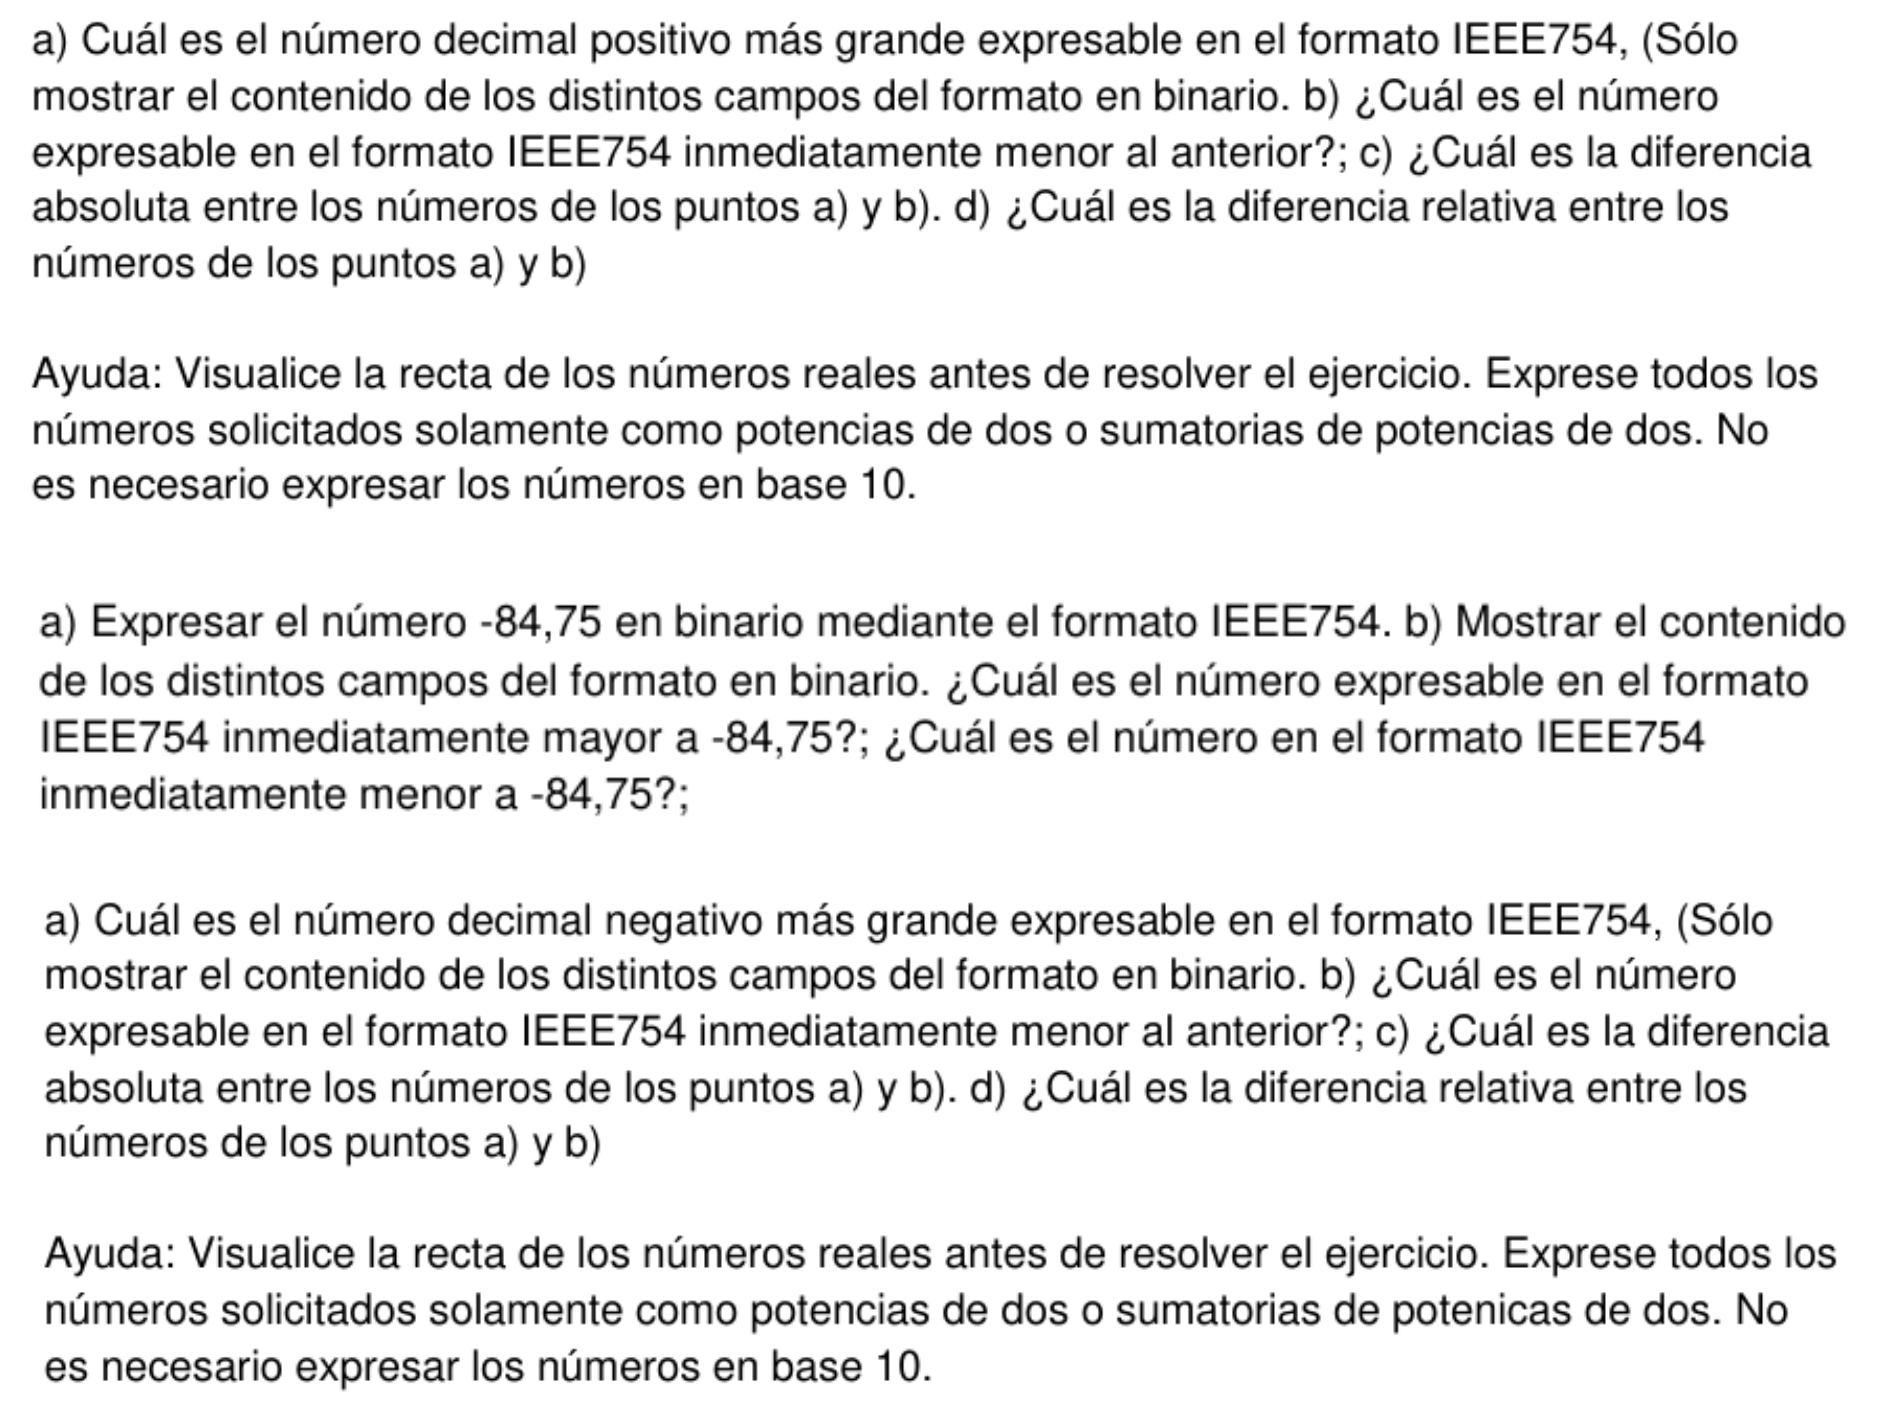 a) Cuál es el número decimal positivo más grande expresable en el formato IEEE754, (Sólo
mostrar el contenido de los distintos campos del formato en binario. b) ¿Cuál es el número
expresable en el formato IEEE754 inmediatamente menor al anterior?; c) ¿Cuál es la diferencia
absoluta entre los números de los puntos a) y b). d) ¿Cuál es la diferencia relativa entre los
números de los puntos a) y b)
Ayuda: Visualice la recta de los números reales antes de resolver el ejercicio. Exprese todos los
números solicitados solamente como potencias de dos o sumatorias de potencias de dos. No
es necesario expresar los números en base 10.
a) Expresar el número -84,75 en binario mediante el formato IEEE754. b) Mostrar el contenido
de los distintos campos del formato en binario. ¿Cuál es el número expresable en el formato
IEEE754 inmediatamente mayor a -84,75?; ¿Cuál es el número en el formato IEEE754
inmediatamente menor a -84,75?;
a) Cuál es el número decimal negativo más grande expresable en el formato IEEE754, (Sólo
mostrar el contenido de los distintos campos del formato en binario. b) ¿Cuál es el número
expresable en el formato IEEE754 inmediatamente menor al anterior?; c) ¿Cuál es la diferencia
absoluta entre los números de los puntos a) y b). d) ¿Cuál es la diferencia relativa entre los
números de los puntos a) y b)
Ayuda: Visualice la recta de los números reales antes de resolver el ejercicio. Exprese todos los
números solicitados solamente como potencias de dos o sumatorias de potenicas de dos. No
es necesario expresar los números en base 10.